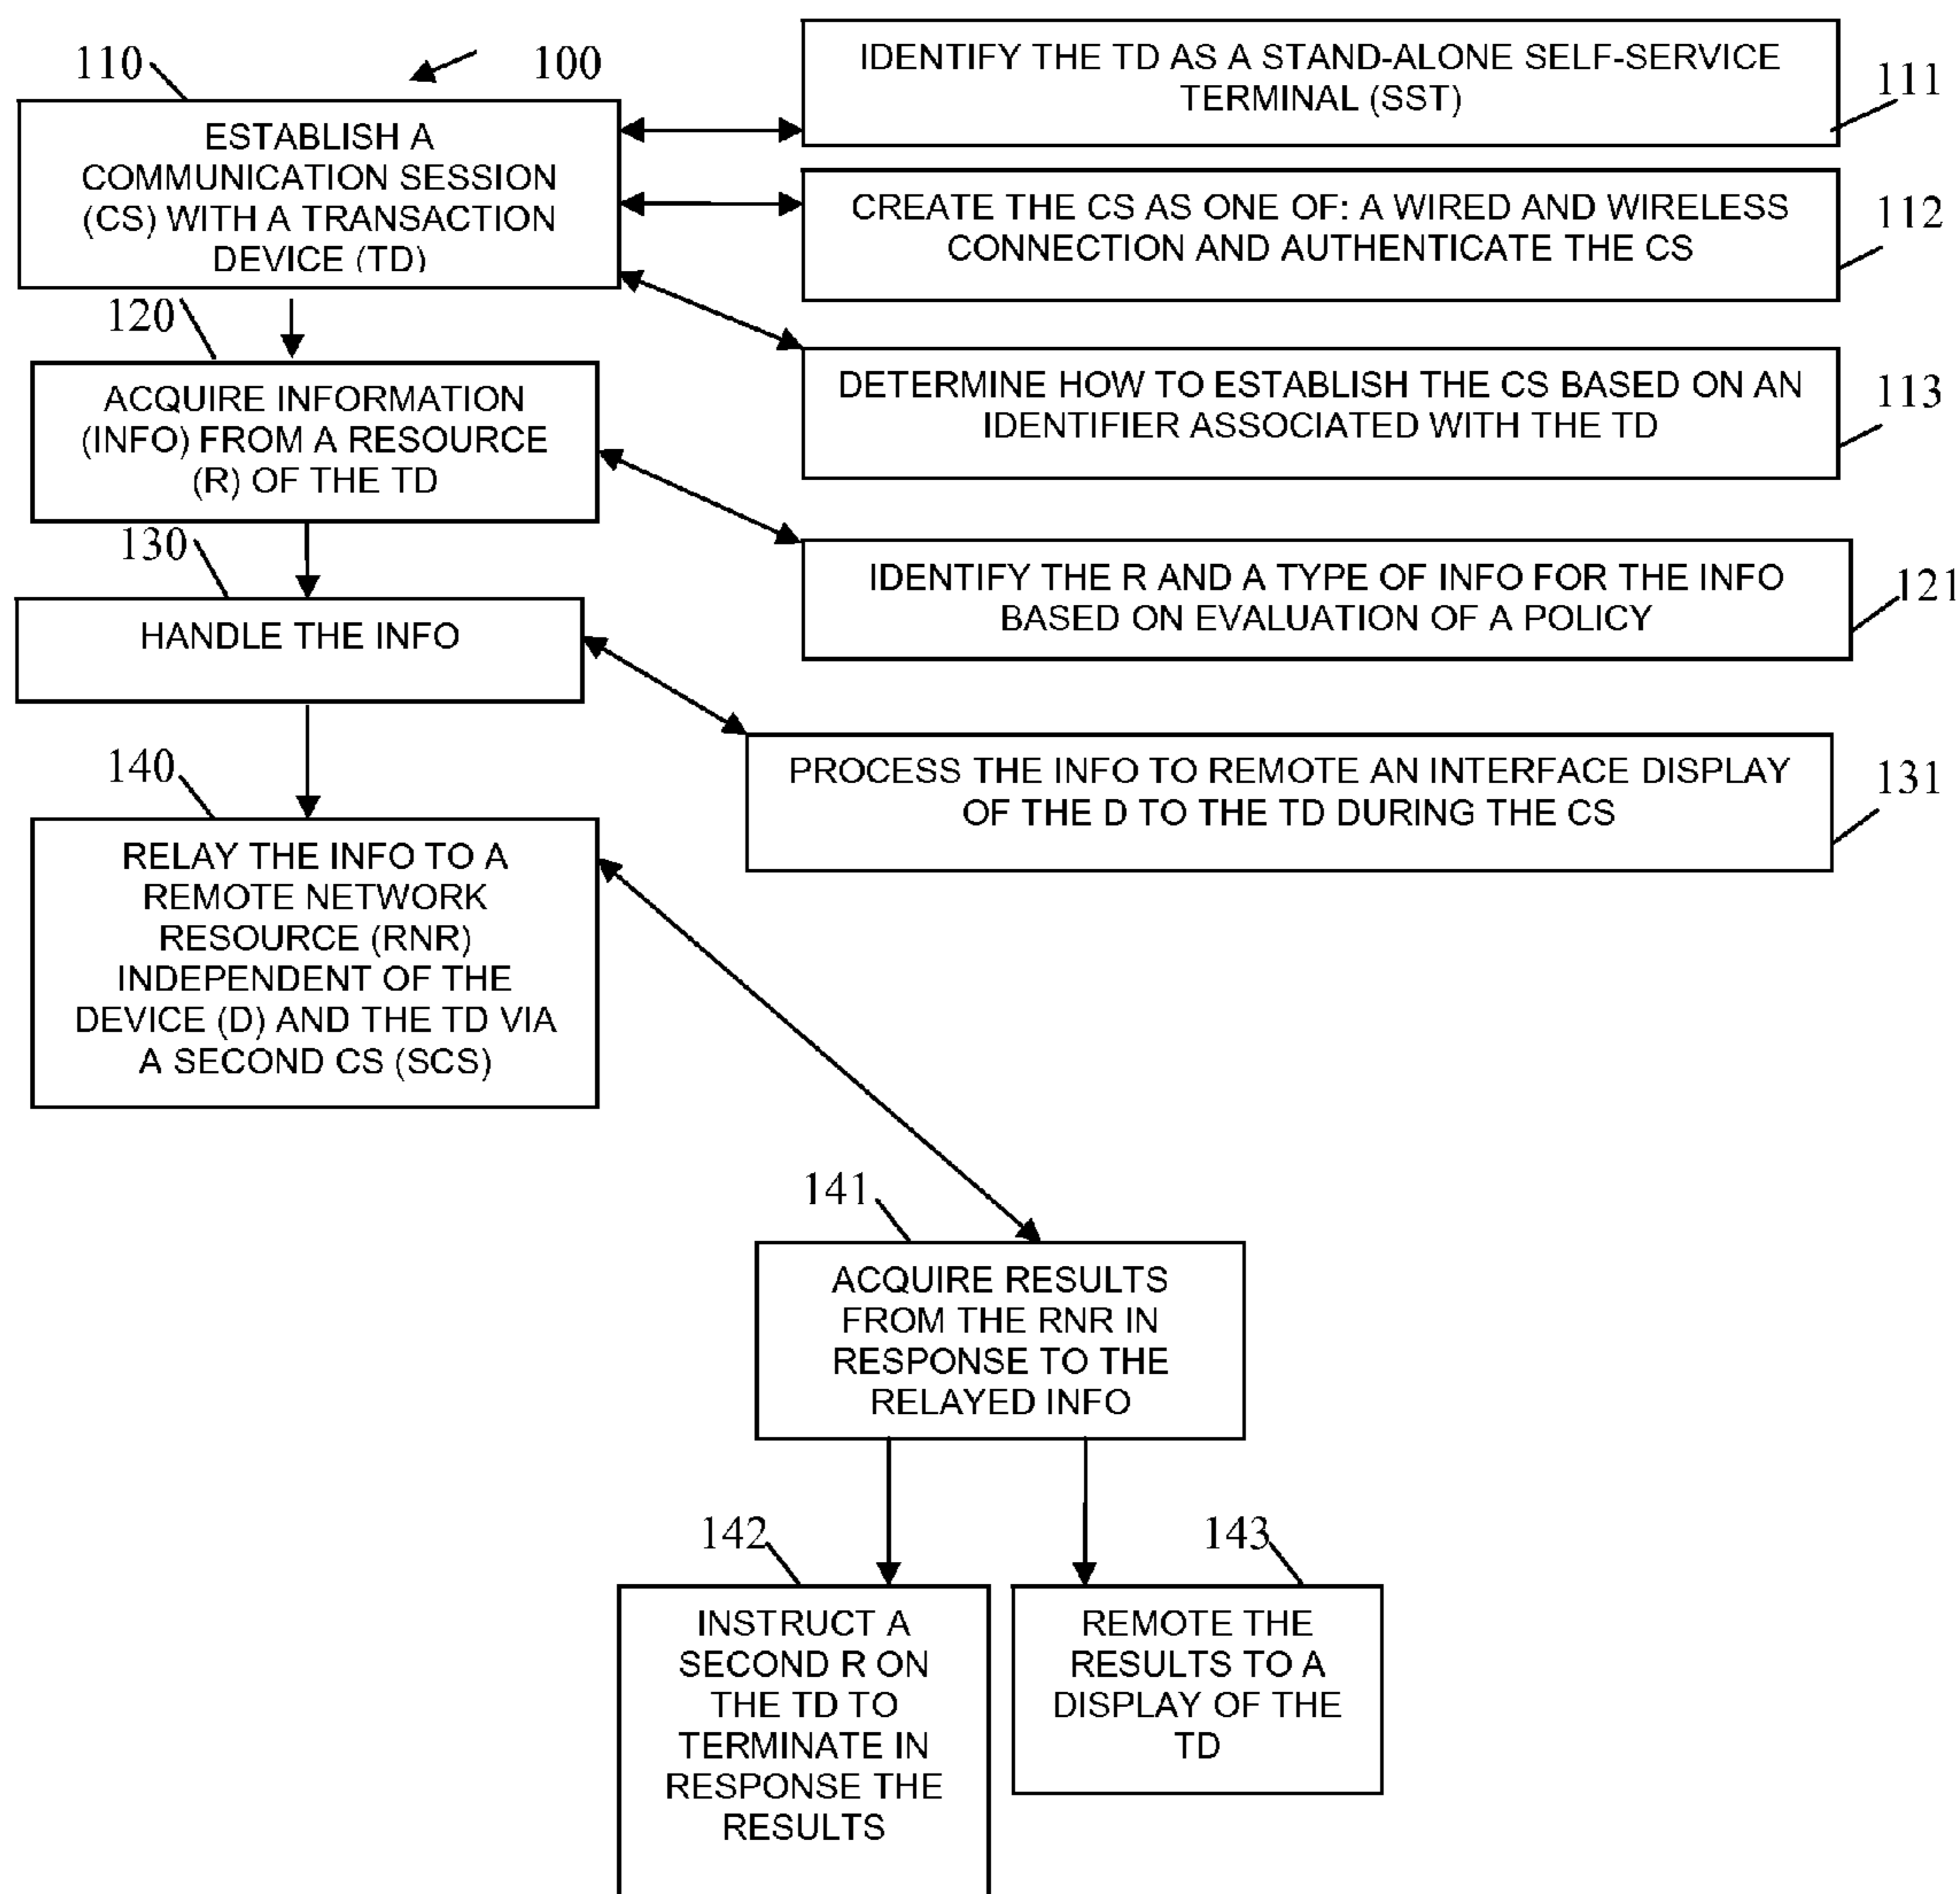 110
100
ESTABLISH A
COMMUNICATION SESSION
(CS) WITH A TRANSACTION
DEVICE (TD)
IDENTIFY THE TD AS A STAND-ALONE SELF-SERVICE
TERMINAL (SST)
111
CREATE THE CS AS ONE OF: A WIRED AND WIRELESS
CONNECTION AND AUTHENTICATE THE CS
112
DETERMINE HOW TO ESTABLISH THE CS BASED ON AN
IDENTIFIER ASSOCIATED WITH THE TD
113
120
ACQUIRE INFORMATION
(INFO) FROM A RESOURCE
(R) OF THE TD
IDENTIFY THE R AND A TYPE OF INFO FOR THE INFO
BASED ON EVALUATION OF A POLICY
121
130
HANDLE THE INFO
PROCESS THE INFO TO REMOTE AN INTERFACE DISPLAY
OF THE D TO THE TD DURING THE CS
131
140
RELAY THE INFO TO A
REMOTE NETWORK
RESOURCE (RNR)
INDEPENDENT OF THE
DEVICE (D) AND THE TD VIA
A SECOND CS (SCS)
141
ACQUIRE RESULTS
FROM THE RNR IN
RESPONSE TO THE
RELAYED INFO
142
INSTRUCT A
SECOND R ON
THE TD TO
TERMINATE IN
RESPONSE THE
RESULTS
143
REMOTE THE
RESULTS TO A
DISPLAY OF THE
TD